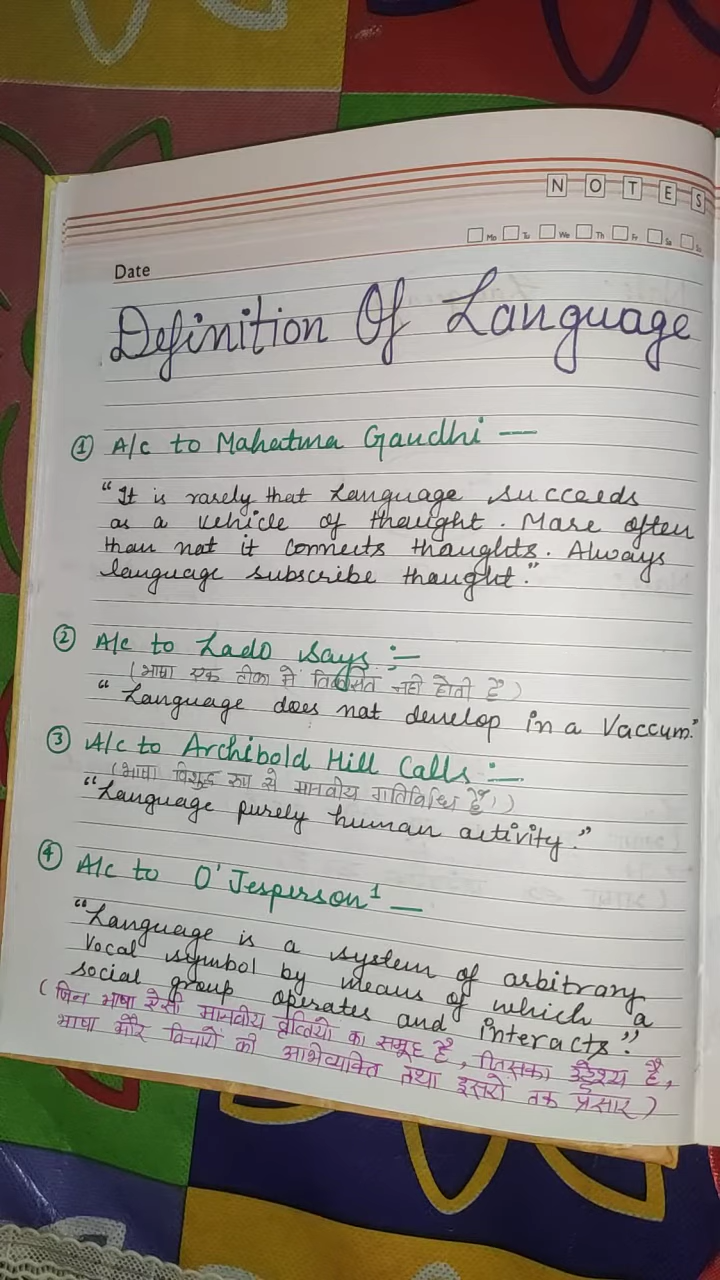 NOTES
Mo Tu We Th Fr Sa Su
Date
Definition Of Language
① A/c to Mahatma Gandhi —
"It is rarely that Language succeeds
as a vehicle of thought. More often
than not it connects thoughts. Always
language subscribe thought."
② A/c to Lado says :-
(भाषा एक टीका में विकसित नही होती है)
"Language does not develop in a Vaccum."
③ A/c to Archibold Hill Calls :-
(भाषा विशुद्ध रूप से मानवीय गतिविधि है।)
"Language purely human activity."
④ A/c to O'Jesperson¹ —
"Language is a system of arbitrary
vocal symbol by means of which a
social group operates and interacts."
(जिन भाषा ऐसी मानवीय का समूह है, जिसका उद्देश्य है,
भाषा और विचारों की अभिव्यक्ति तथा इसरो तक प्रसार)